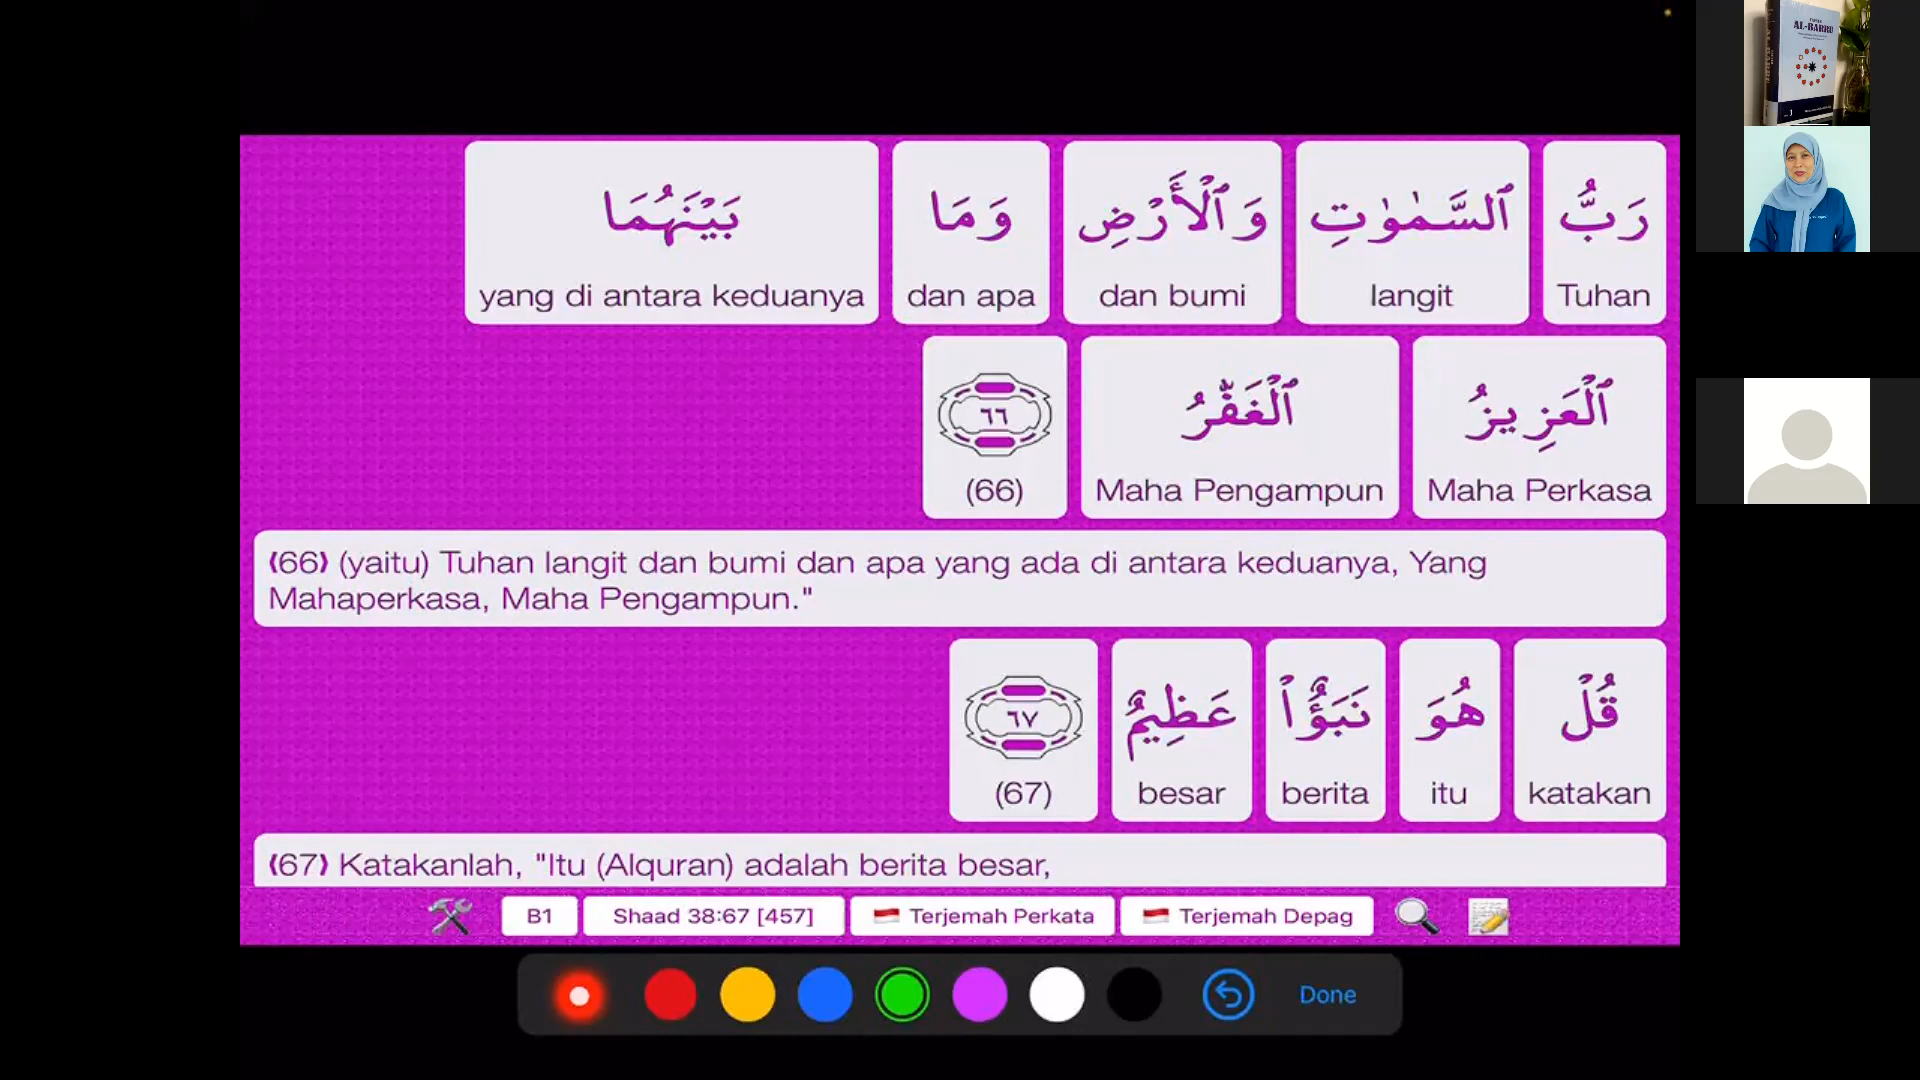 رَبُّ ٱلسَّمَٰوَٰتِ وَٱلْأَرْضِ وَمَا بَيْنَهُمَا
Tuhan langit dan bumi dan apa yang di antara keduanya
ٱلْعَزِيزُ ٱلْغَفَّٰرُ ٦٦
Maha Perkasa Maha Pengampun (66)
(66) (yaitu) Tuhan langit dan bumi dan apa yang ada di antara keduanya, Yang
Mahaperkasa, Maha Pengampun."
قُلْ هُوَ نَبَؤٌا۟ عَظِيمٌ ٦٧
katakan itu berita besar (67)
(67) Katakanlah, "Itu (Alquran) adalah berita besar,
B1 Shaad 38:67 [457] Terjemah Perkata Terjemah Depag
Done
AL-BARRU